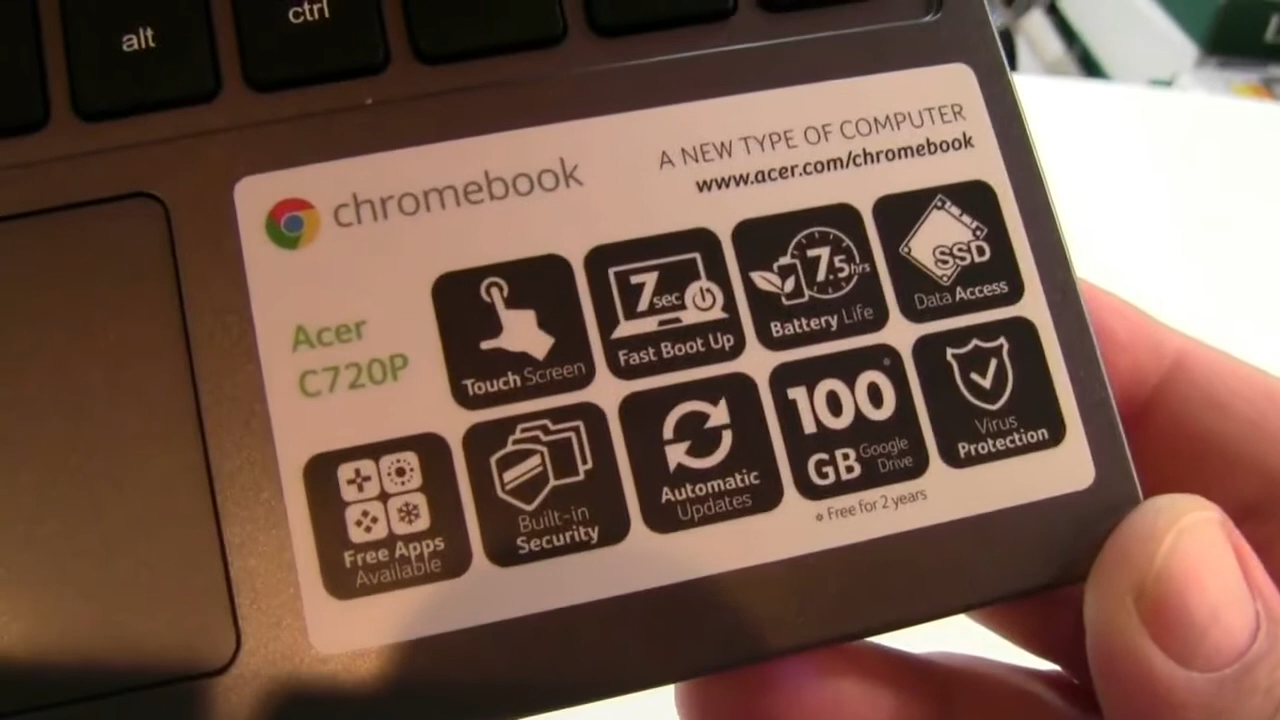 alt
ctrl
chromebook
A NEW TYPE OF COMPUTER
www.acer.com/chromebook
Acer
C720P
Touch Screen
7sec
Fast Boot Up
7.5hrs
Battery Life
SSD
Data Access
Free Apps
Available
Built-in
Security
Automatic
Updates
100
GB Google
Drive
Virus
Protection
⋄ Free for 2 years